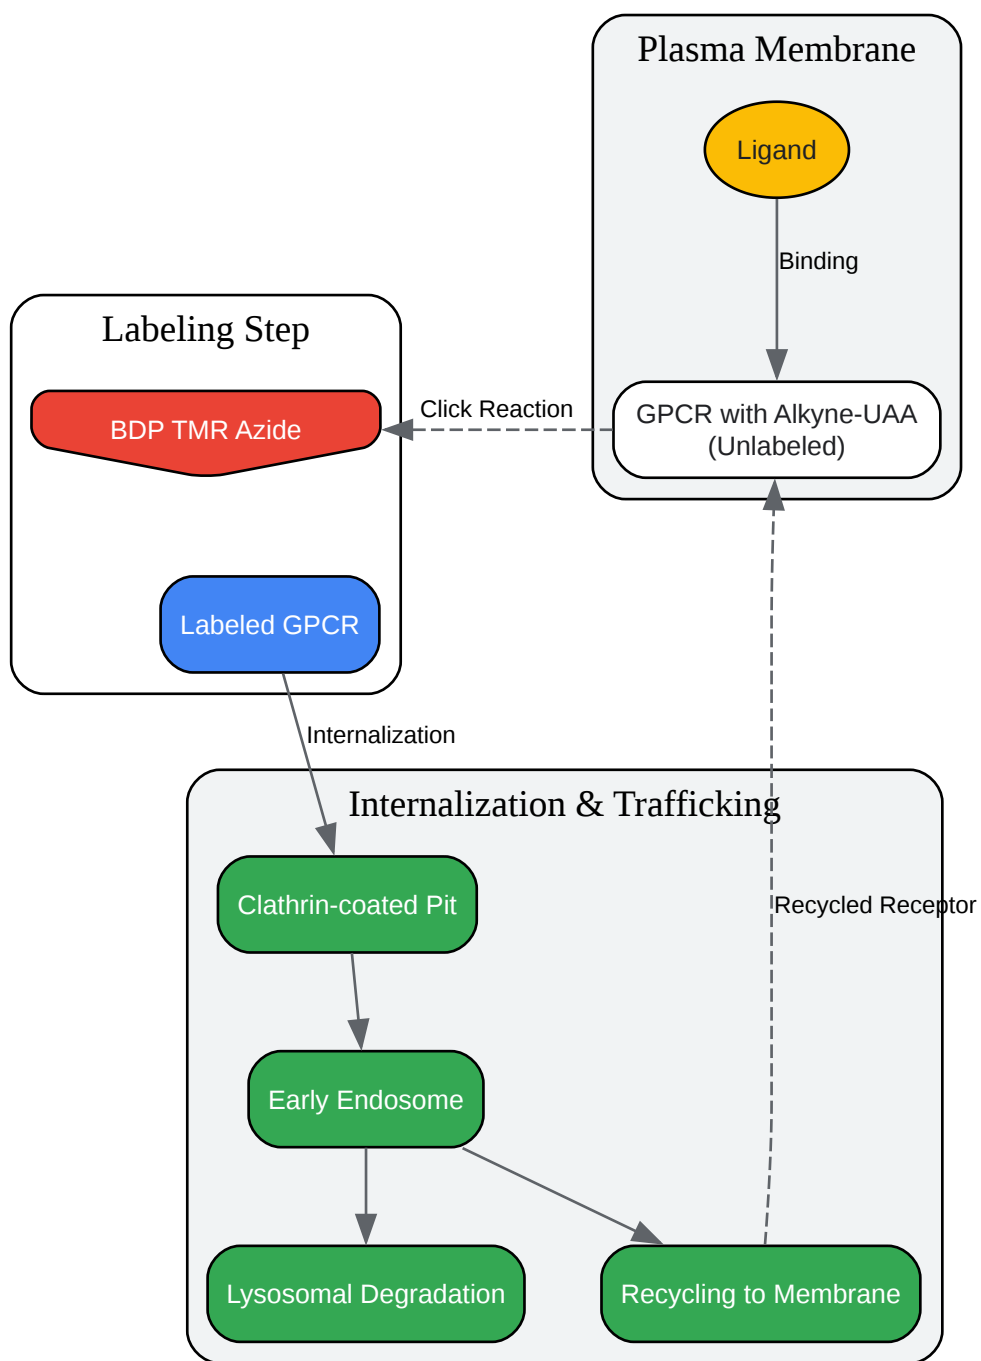 Plasma Membrane
Ligand
Binding
Labeling Step
BDP TMR Azide
Click Reaction
GPCR with Alkyne-UAA
(Unlabeled)
Labeled GPCR
Internalization
Internalization & Trafficking
Clathrin-coated Pit
Recycled Receptor
Early Endosome
Lysosomal Degradation
Recycling to Membrane